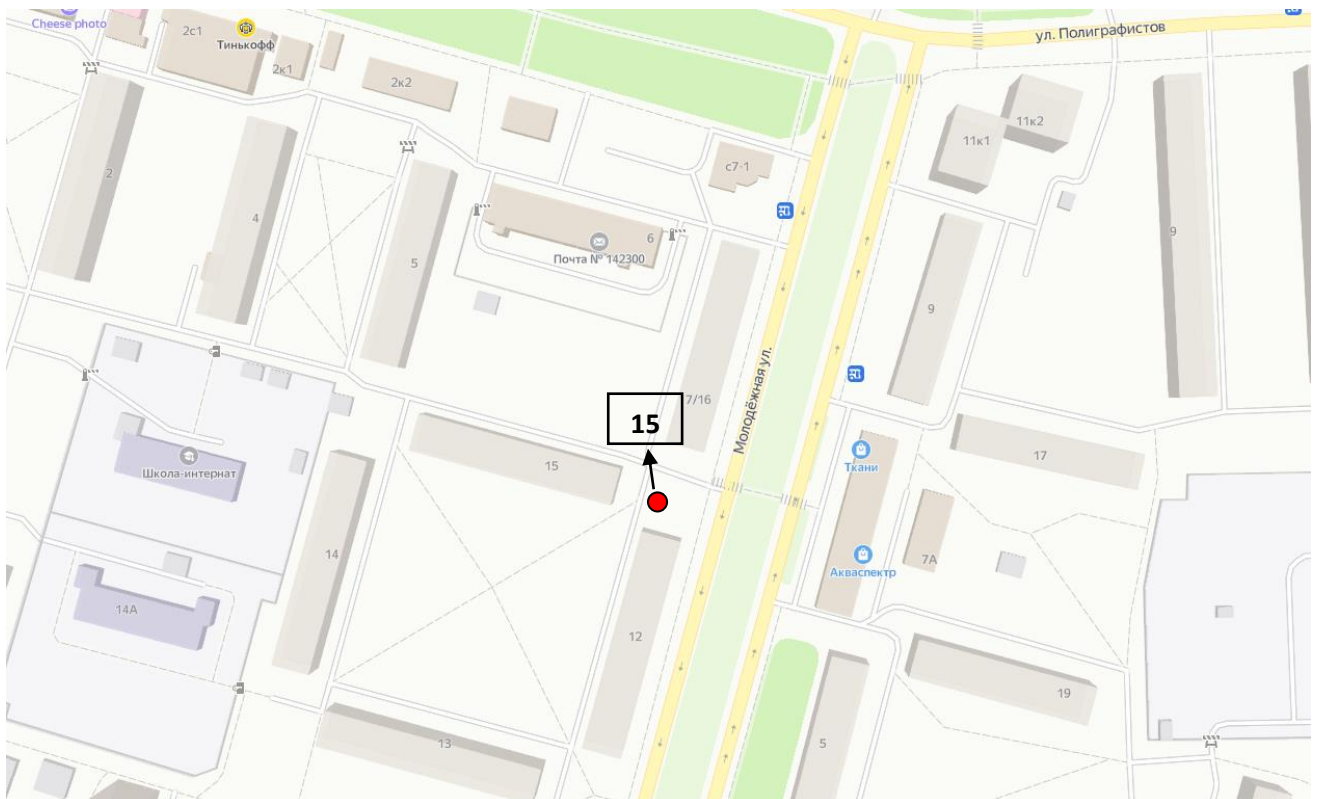 Cheese photo
2с1
Тинькофф
2к1
2к2
ул. Полиграфистов
11к2
11к1
с7-1
2
4
5
6
Почта № 142300
9
9
7/16
Молодёжная ул.
15
Ткани
17
15
Школа-интернат
14
7А
Акваспектр
14А
12
19
13
5